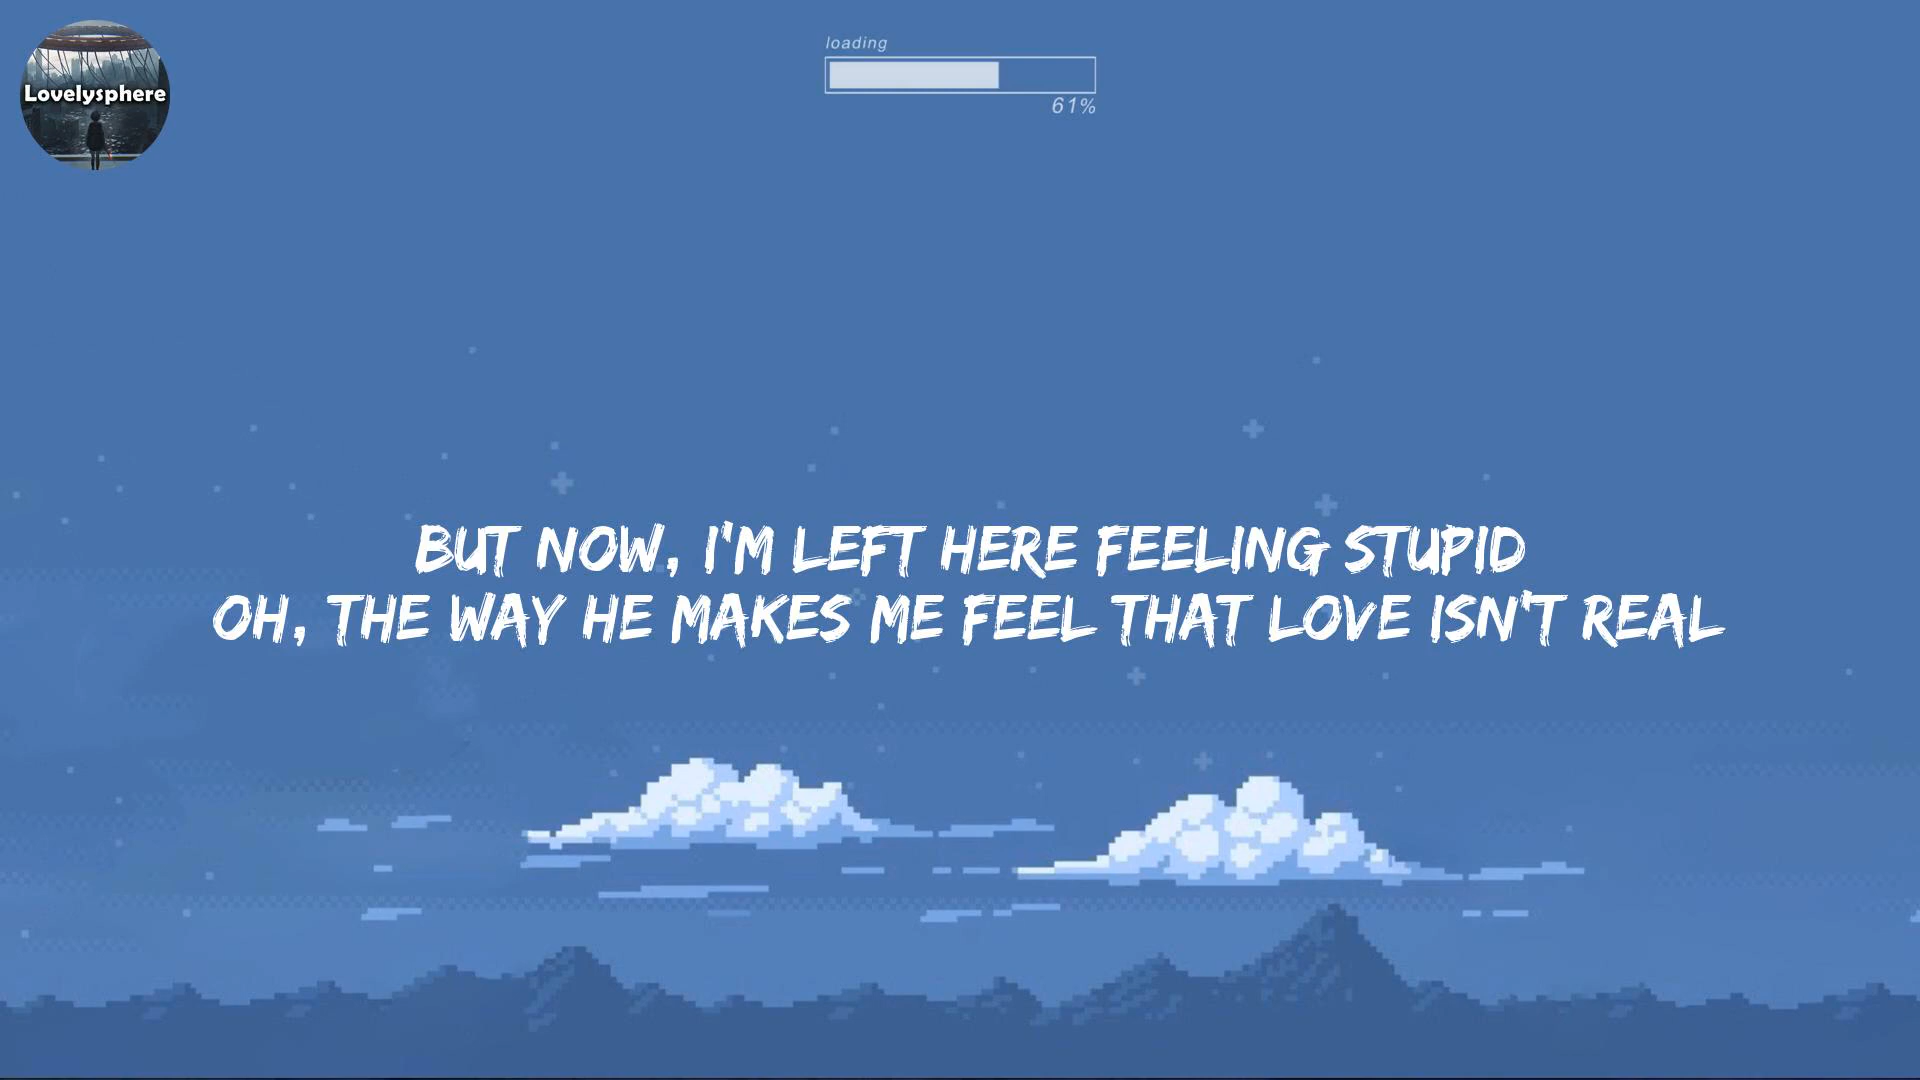 Lovelysphere
loading
61%
BUT NOW, I'M LEFT HERE FEELING STUPID
OH, THE WAY HE MAKES ME FEEL THAT LOVE ISN'T REAL